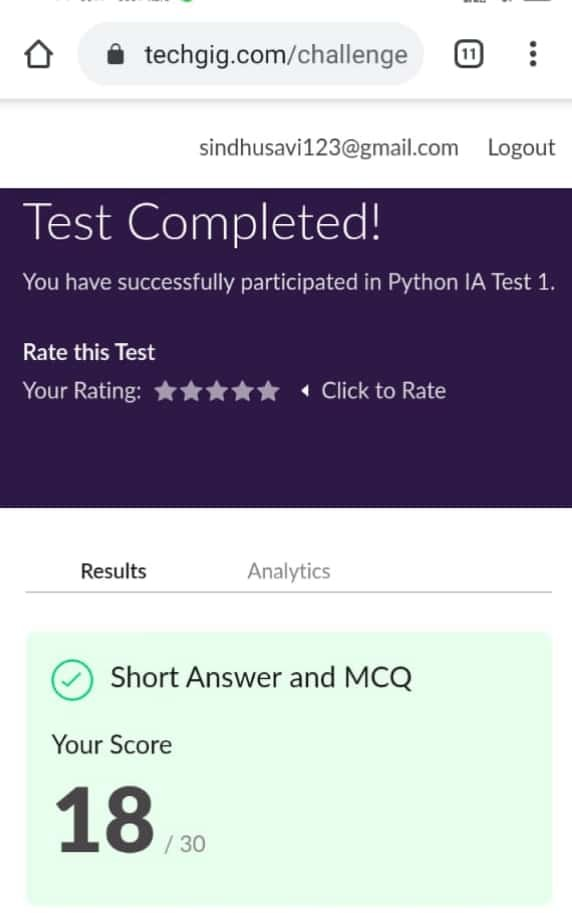 techgig.com/challenge
11
sindhusavi123@gmail.com Logout
Test Completed!
You have successfully participated in Python IA Test 1.
Rate this Test
Your Rating: Click to Rate
Results Analytics
Short Answer and MCQ
Your Score
18 / 30